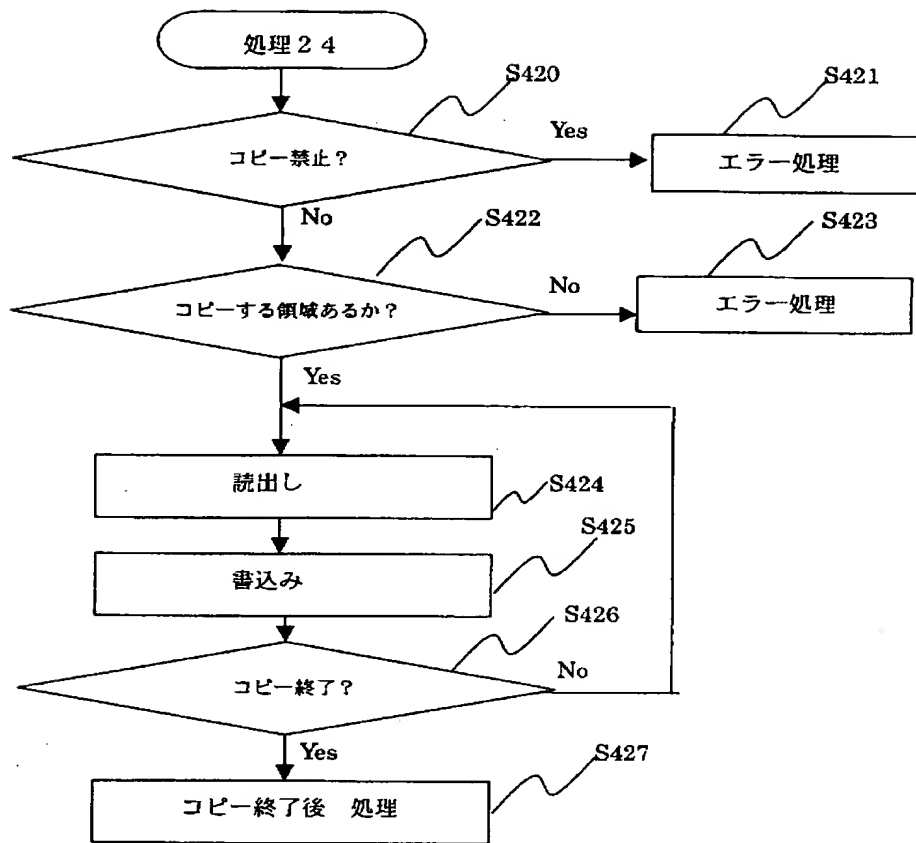 処理２４
S420
S421
コピー禁止？
Yes
エラー処理
No
S422
S423
コピーする領域あるか？
No
エラー処理
Yes
読出し
S424
S425
書込み
S426
コピー終了？
No
Yes
S427
コピー終了後　処理